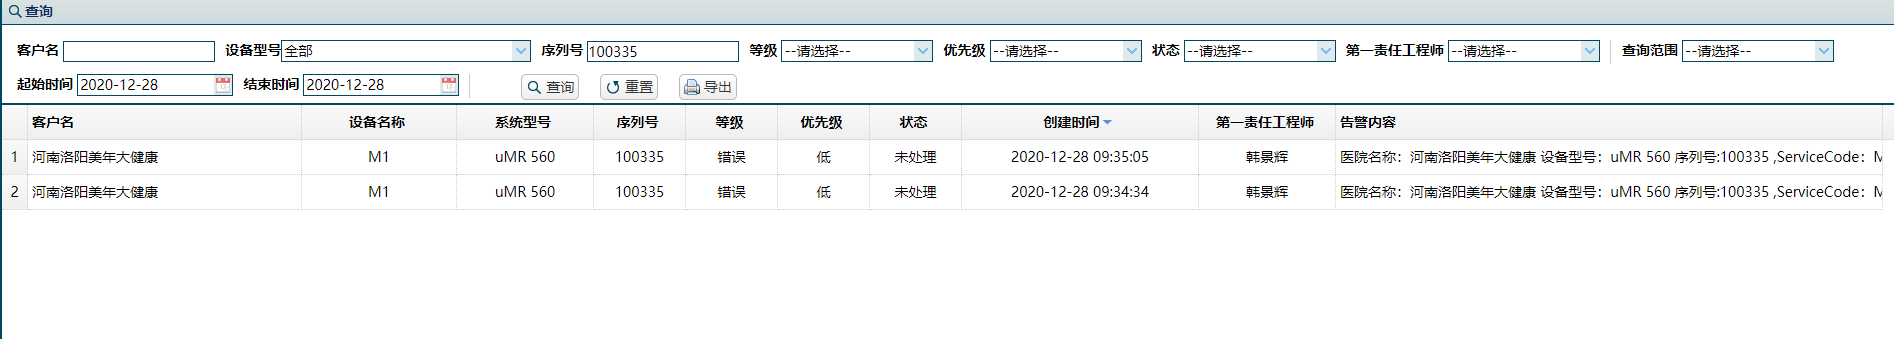 查询
客户名 设备型号 全部 序列号 100335 等级 --请选择-- 优先级 --请选择-- 状态 --请选择-- 第一责任工程师 --请选择-- 查询范围 --请选择--
起始时间 2020-12-28 结束时间 2020-12-28 查询 重置 导出
客户名 设备名称 系统型号 序列号 等级 优先级 状态 创建时间 第一责任工程师 告警内容
1 河南洛阳美年大健康 M1 uMR 560 100335 错误 低 未处理 2020-12-28 09:35:05 韩景辉 医院名称：河南洛阳美年大健康 设备型号：uMR 560 序列号:100335 ,ServiceCode：M
2 河南洛阳美年大健康 M1 uMR 560 100335 错误 低 未处理 2020-12-28 09:34:34 韩景辉 医院名称：河南洛阳美年大健康 设备型号：uMR 560 序列号:100335 ,ServiceCode：M